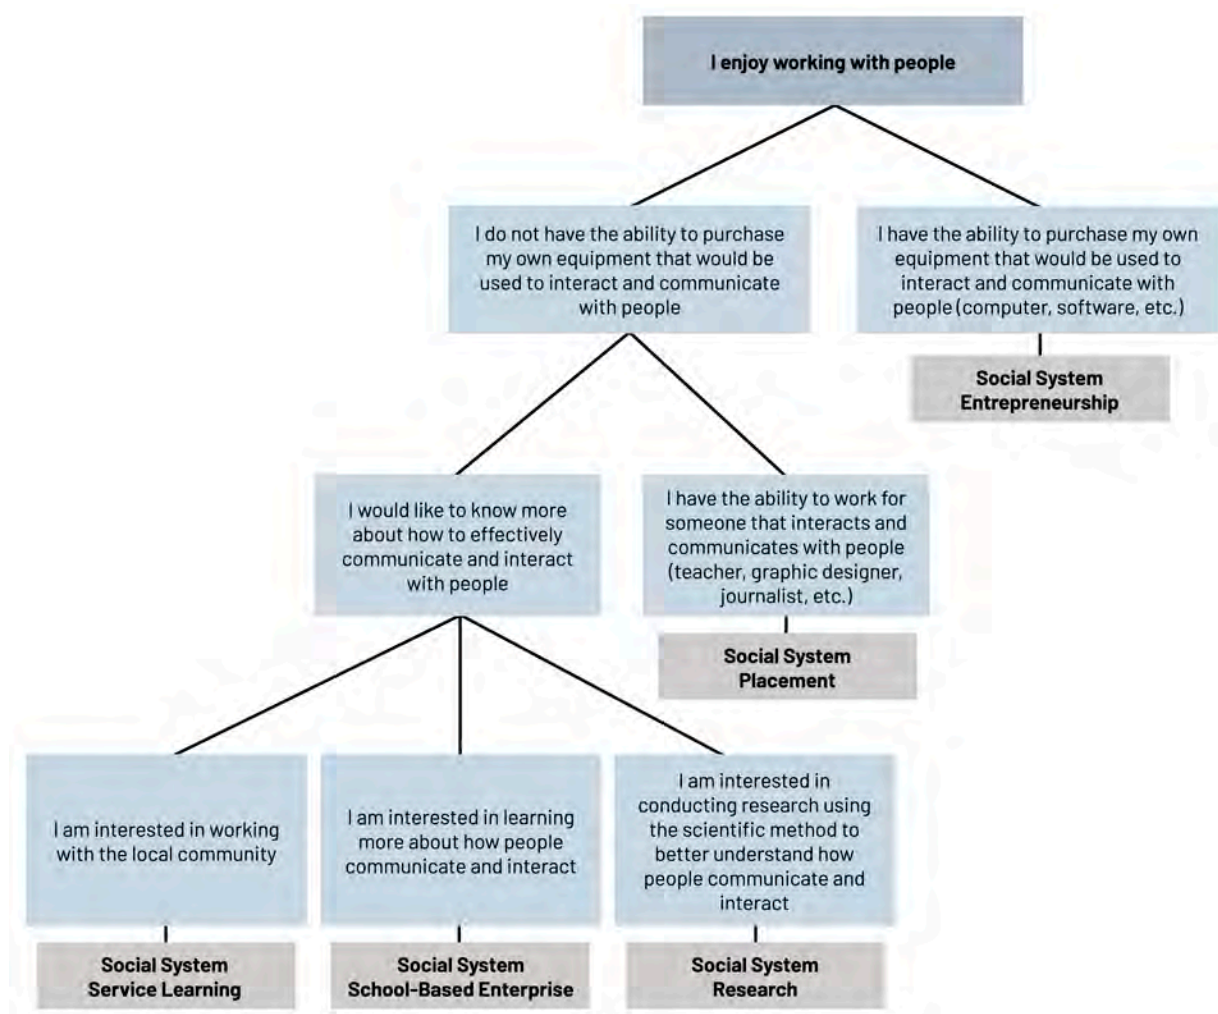 I enjoy working with people
I do not have the ability to purchase
my own equipment that would be
used to interact and communicate
with people
I have the ability to purchase my own
equipment that would be used to
interact and communicate with
people (computer, software, etc.)
Social System
Entrepreneurship
I would like to know more
about how to effectively
communicate and interact
with people
I have the ability to work for
someone that interacts and
communicates with people
(teacher, graphic designer,
journalist, etc.)
Social System
Placement
I am interested in working
with the local community
I am interested in learning
more about how people
communicate and interact
I am interested in
conducting research using
the scientific method to
better understand how
people communicate and
interact
Social System
Service Learning
Social System
School-Based Enterprise
Social System
Research